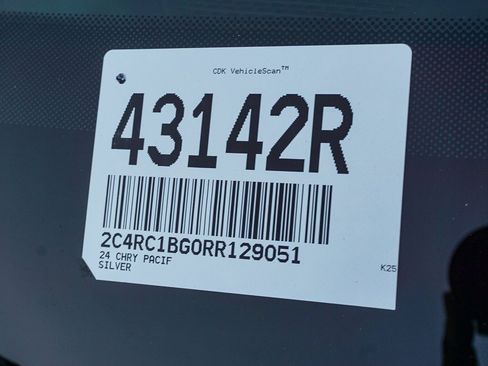 CDK VehicleScan™
43142R
2C4RC1BG0RR129051
24 CHRY PACIF
SILVER
K25